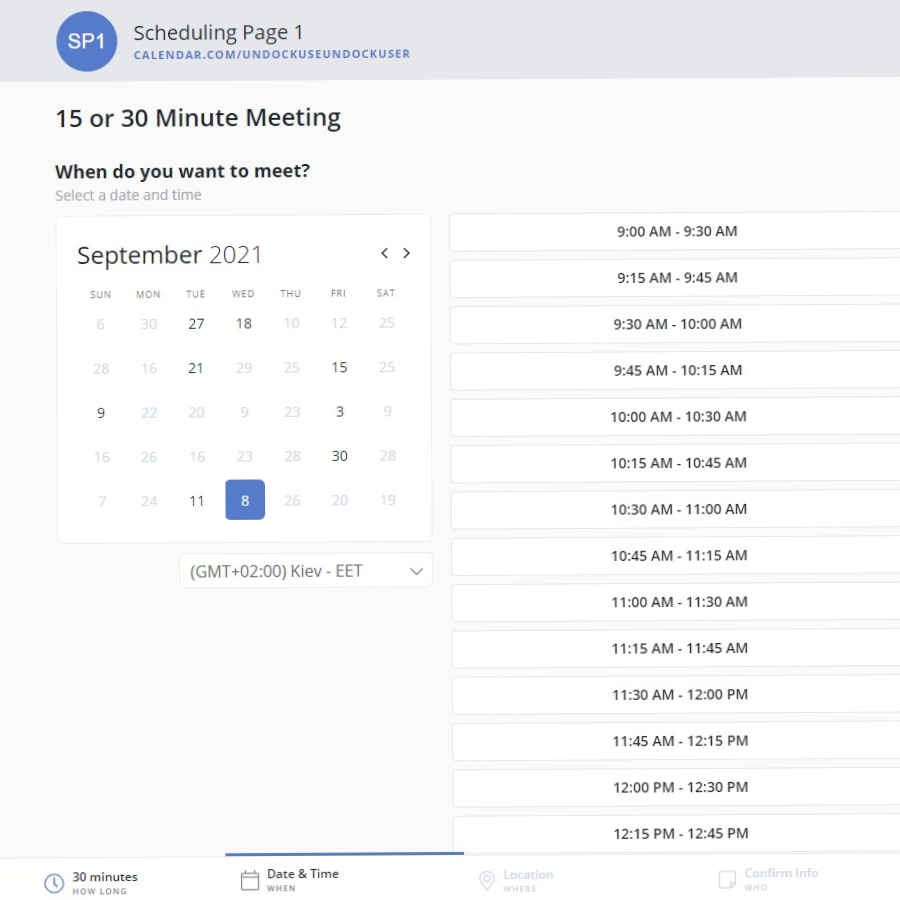 SP1
Scheduling Page 1
CALENDAR.COM/UNDOCKUSEUNDOCKUSER
15 or 30 Minute Meeting
When do you want to meet?
Select a date and time
September 2021
SUN MON TUE WED THU FRI SAT
6 30 27 18 10 12 25
28 16 21 29 25 15 25
9 22 20 9 23 3 9
16 26 16 23 28 30 28
7 24 11 8 26 20 19
(GMT+02:00) Kiev - EET
9:00 AM - 9:30 AM
9:15 AM - 9:45 AM
9:30 AM - 10:00 AM
9:45 AM - 10:15 AM
10:00 AM - 10:30 AM
10:15 AM - 10:45 AM
10:30 AM - 11:00 AM
10:45 AM - 11:15 AM
11:00 AM - 11:30 AM
11:15 AM - 11:45 AM
11:30 AM - 12:00 PM
11:45 AM - 12:15 PM
12:00 PM - 12:30 PM
12:15 PM - 12:45 PM
30 minutes
HOW LONG
Date & Time
WHEN
Location
WHERE
Confirm Info
WHO